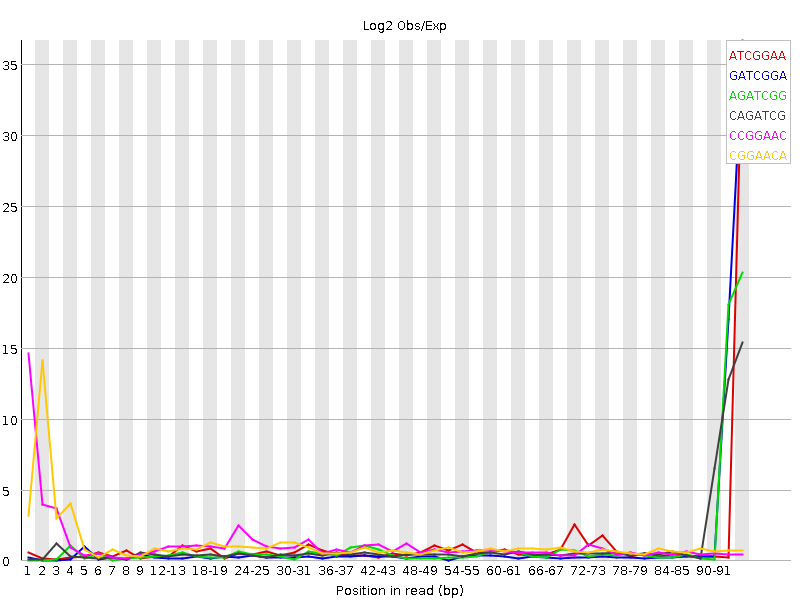 Log2 Obs/Exp
35
30
25
20
15
10
5
0
ATCGGAA
GATCGGA
AGATCGG
CAGATCG
CCGGAAC
CGGAACA
1 2 3 4 5 6 7 8 9 12-13 18-19 24-25 30-31 36-37 42-43 48-49 54-55 60-61 66-67 72-73 78-79 84-85 90-91
Position in read (bp)